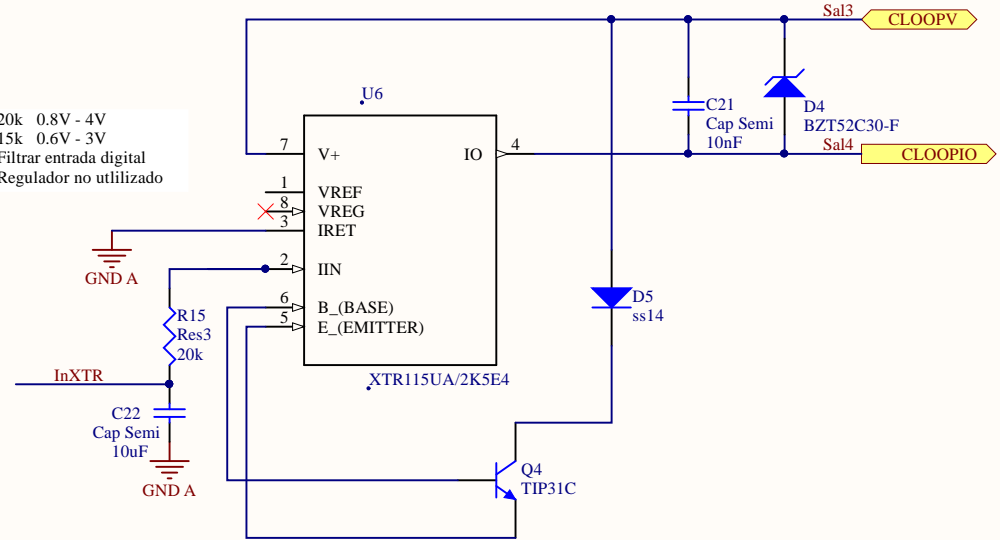 Sal3
CLOOPV
U6
20k 0.8V - 4V
15k 0.6V - 3V
Filtrar entrada digital
Regulador no utlilizado
C21
Cap Semi
10nF
D4
BZT52C30-F
7
V+
IO
4
Sal4
CLOOPIO
1
VREF
8
VREG
3
IRET
GND A
2
IIN
6
B_(BASE)
5
E_(EMITTER)
D5
ss14
R15
Res3
20k
InXTR
XTR115UA/2K5E4
C22
Cap Semi
10uF
GND A
Q4
TIP31C